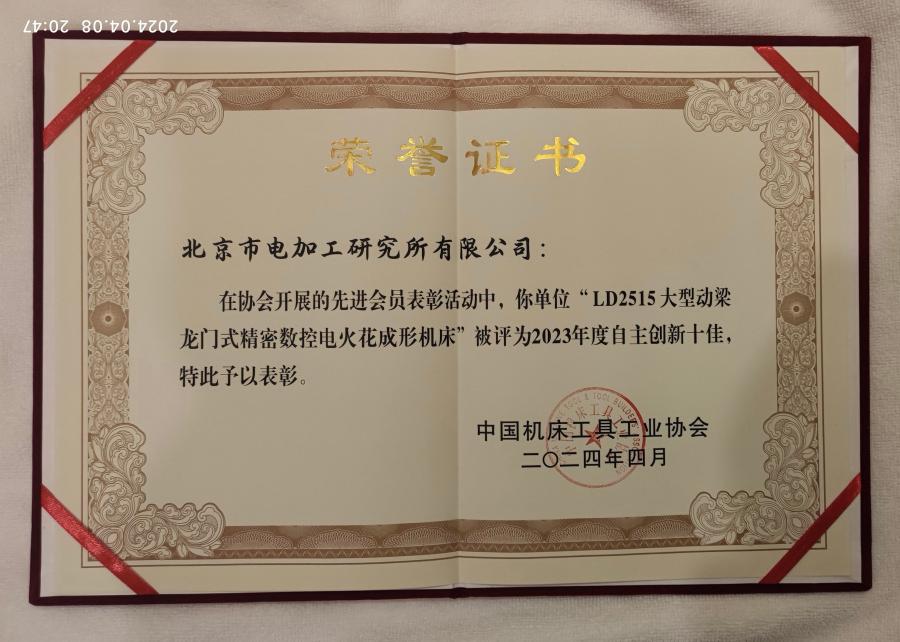 2024.04.08 20:47
荣誉证书
北京市电加工研究所有限公司：
在协会开展的先进会员表彰活动中，你单位“LD2515大型动梁
龙门式精密数控电火花成形机床”被评为2023年度自主创新十佳，
特此予以表彰。
中国机床工具工业协会
二〇二四年四月